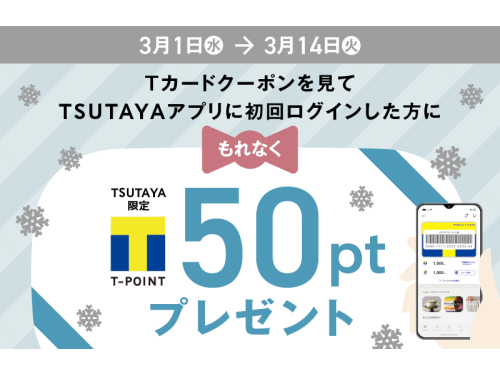 3月1日水 → 3月14日火
Tカードクーポンを見て
TSUTAYAアプリに初回ログインした方に
もれなく
TSUTAYA
限定
T
T-POINT
50pt
プレゼント